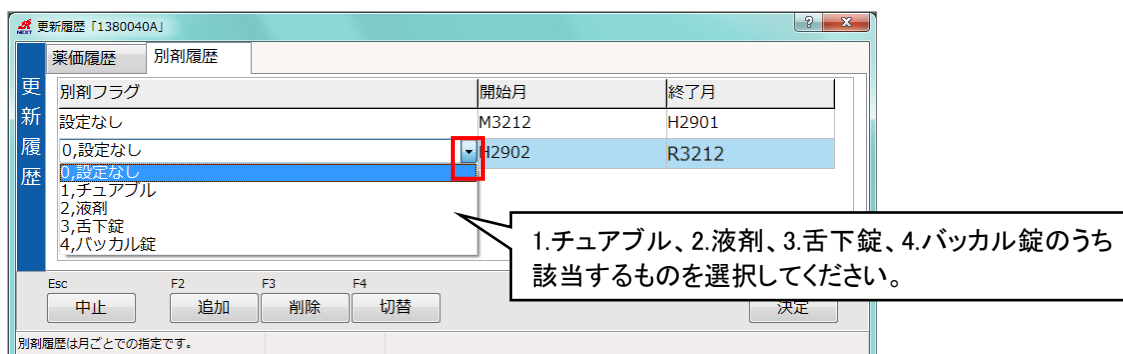 NEXT 更新履歴「1380040A」 ? x
薬価履歴 別剤履歴
更新履歴
別剤フラグ 開始月 終了月
設定なし M3212 H2901
0,設定なし H2902 R3212
0,設定なし
1,チュアブル
2,液剤
3,舌下錠
4,バッカル錠
1.チュアブル、2.液剤、3.舌下錠、4.バッカル錠のうち
該当するものを選択してください。
Esc F2 F3 F4
中止 追加 削除 切替 決定
別剤履歴は月ごとでの指定です。